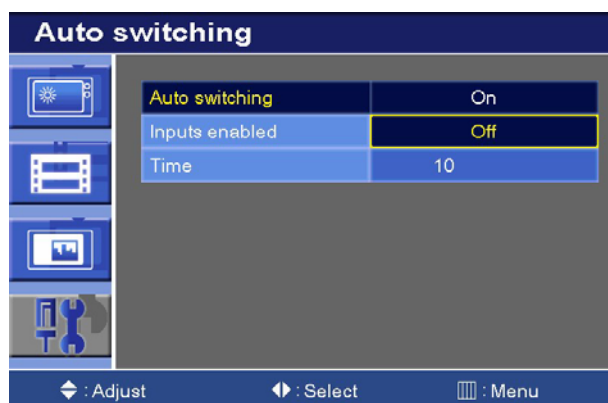 Auto switching
Auto switching On
Inputs enabled Off
Time 10
: Adjust : Select : Menu